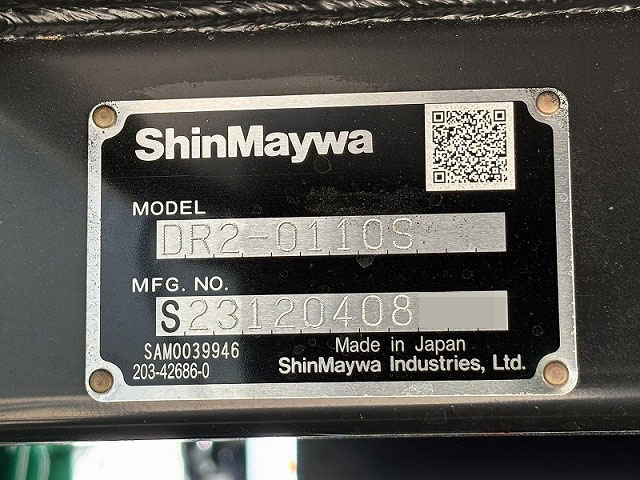 ShinMaywa
MODEL
DR2-0110S
MFG. NO.
S23120408
SAM0039946
203-42686-0
Made in Japan
ShinMaywa Industries, Ltd.